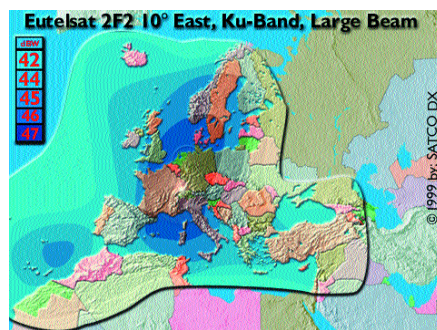 Eutelsat 2F2 10° East, Ku-Band, Large Beam
dBW
42
44
45
46
47
©1999 by: SATCO DX